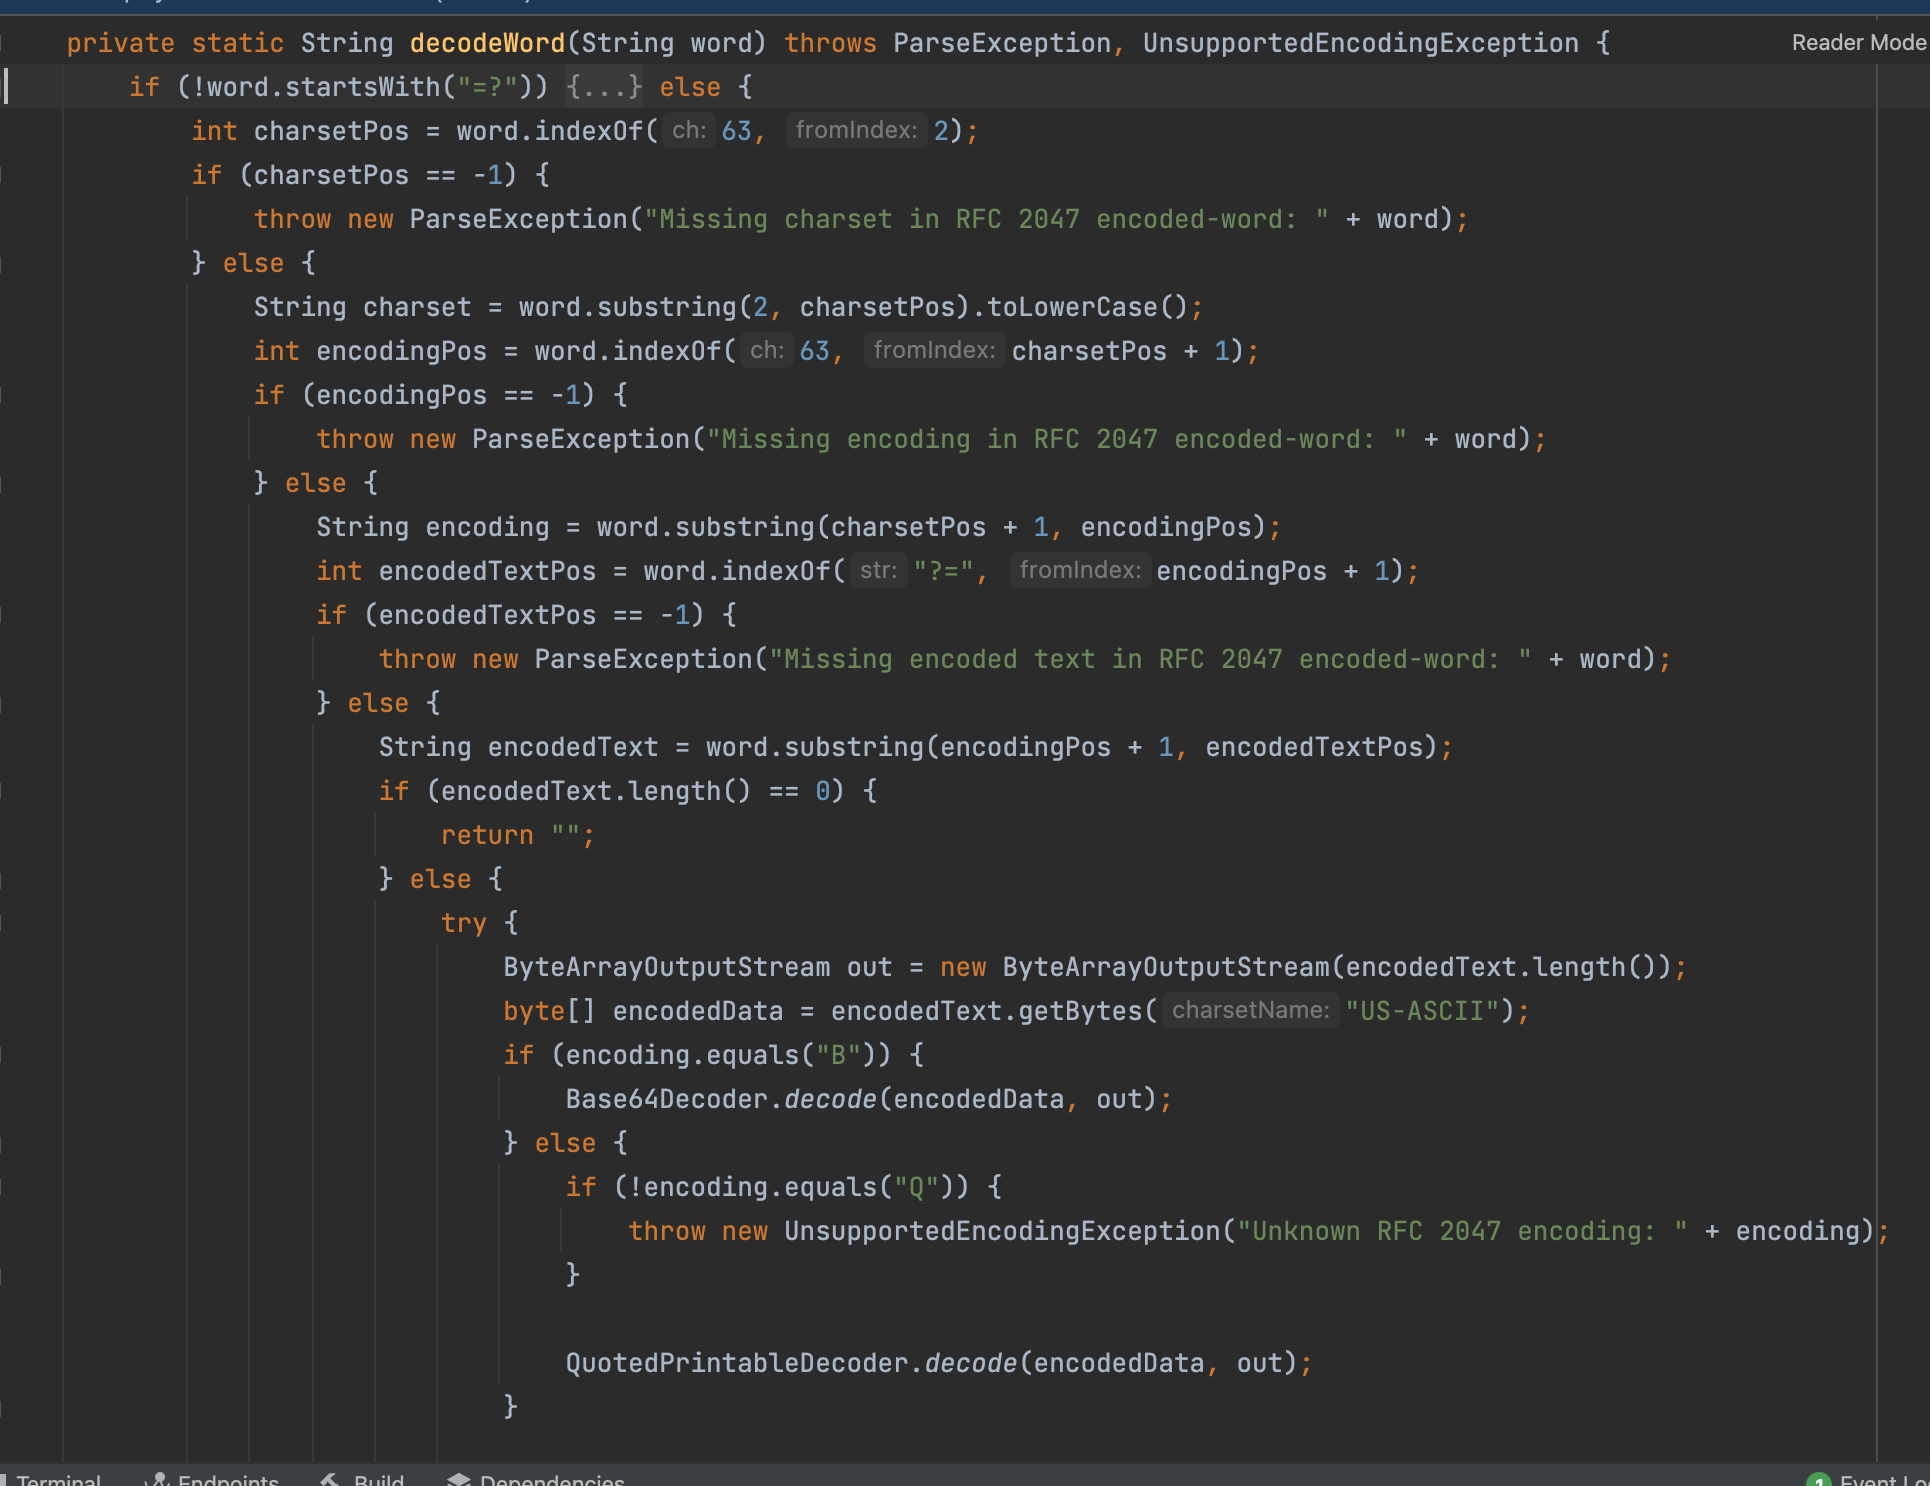 private static String decodeWord(String word) throws ParseException, UnsupportedEncodingException {
Reader Mode
if (!word.startsWith("=?")) {...} else {
int charsetPos = word.indexOf( ch: 63, fromIndex: 2);
if (charsetPos == -1) {
throw new ParseException("Missing charset in RFC 2047 encoded-word: " + word);
} else {
String charset = word.substring(2, charsetPos).toLowerCase();
int encodingPos = word.indexOf( ch: 63, fromIndex: charsetPos + 1);
if (encodingPos == -1) {
throw new ParseException("Missing encoding in RFC 2047 encoded-word: " + word);
} else {
String encoding = word.substring(charsetPos + 1, encodingPos);
int encodedTextPos = word.indexOf( str: "?=", fromIndex: encodingPos + 1);
if (encodedTextPos == -1) {
throw new ParseException("Missing encoded text in RFC 2047 encoded-word: " + word);
} else {
String encodedText = word.substring(encodingPos + 1, encodedTextPos);
if (encodedText.length() == 0) {
return "";
} else {
try {
ByteArrayOutputStream out = new ByteArrayOutputStream(encodedText.length());
byte[] encodedData = encodedText.getBytes( charsetName: "US-ASCII");
if (encoding.equals("B")) {
Base64Decoder.decode(encodedData, out);
} else {
if (!encoding.equals("Q")) {
throw new UnsupportedEncodingException("Unknown RFC 2047 encoding: " + encoding);
}
QuotedPrintableDecoder.decode(encodedData, out);
}
Terminal Endpoints Build Dependencies 1 Event Lo